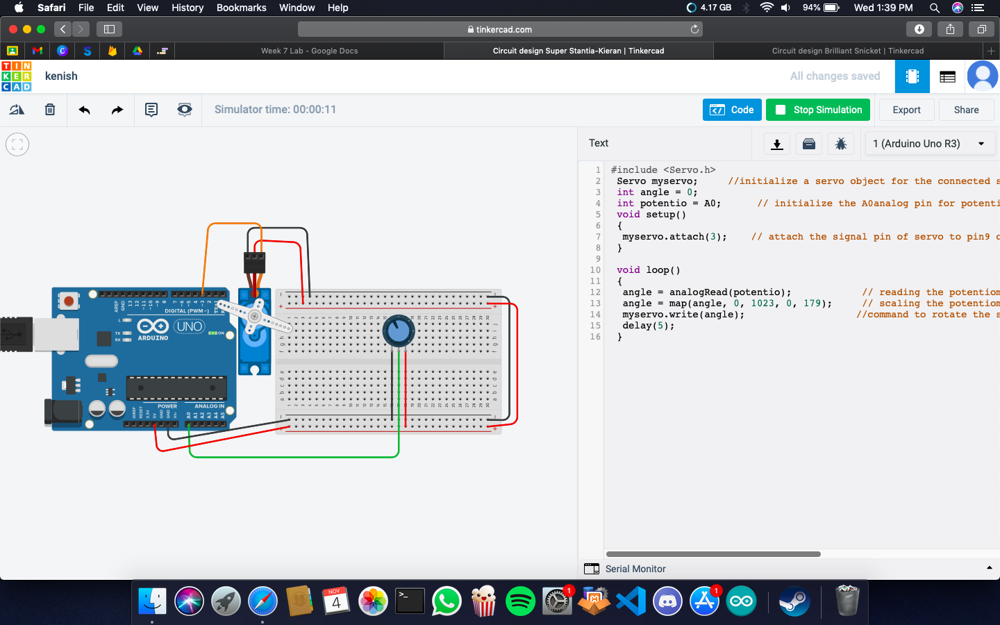 Safari File Edit View History Bookmarks Window Help 4.17 GB 94% Wed 1:39 PM
tinkercad.com
Week 7 Lab - Google Docs Circuit design Super Stantia-Kieran | Tinkercad Circuit design Brilliant Snicket | Tinkercad
TIN
KER
CAD
kenish All changes saved
Simulator time: 00:00:11 Code Stop Simulation Export Share
Text 1 (Arduino Uno R3)
1 #include <Servo.h>
2 Servo myservo; //initialize a servo object for the connected s
3 int angle = 0;
4 int potentio = A0; // initialize the A0analog pin for potenti
5 void setup()
6 {
7 myservo.attach(3); // attach the signal pin of servo to pin9 o
8 }
9
10 void loop()
11 {
12 angle = analogRead(potentio); // reading the potentiom
13 angle = map(angle, 0, 1023, 0, 179); // scaling the potentiom
14 myservo.write(angle); //command to rotate the s
15 delay(5);
16 }
AREF GND 13 12 ~11 ~10 ~9 8 7 ~6 ~5 4 ~3 2
DIGITAL (PWM~)
L
TX
RX
UNO
ARDUINO
ON
POWER ANALOG IN
IOREF RESET 3.3V 5V GND GND Vin A0 A1 A2 A3 A4 A5
Serial Monitor
NOV
4
1
1